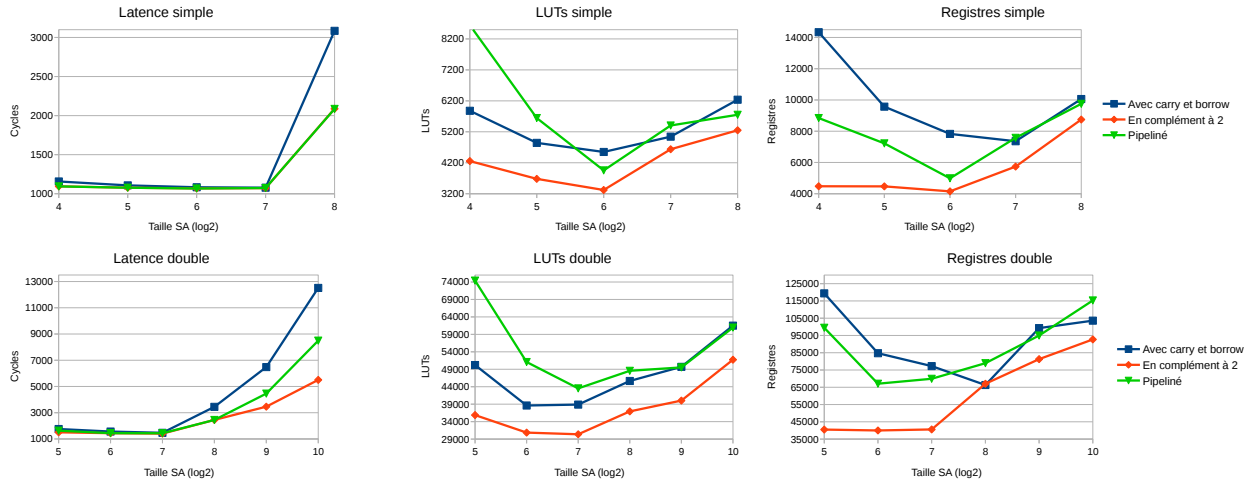 Latence simple
LUTs simple
Registres simple
3000
2500
2000
1500
1000
Cycles
4 5 6 7 8
Taille SA (log2)
8200
7200
6200
5200
4200
3200
LUTs
4 5 6 7 8
Taille SA (log2)
14000
12000
10000
8000
6000
4000
Registres
4 5 6 7 8
Taille SA (log2)
Avec carry et borrow
En complément à 2
Pipeliné
Latence double
LUTs double
Registres double
13000
11000
9000
7000
5000
3000
1000
Cycles
5 6 7 8 9 10
Taille SA (log2)
74000
69000
64000
59000
54000
49000
44000
39000
34000
29000
LUTs
5 6 7 8 9 10
Taille SA (log2)
125000
115000
105000
95000
85000
75000
65000
55000
45000
35000
Registres
5 6 7 8 9 10
Taille SA (log2)
Avec carry et borrow
En complément à 2
Pipeliné